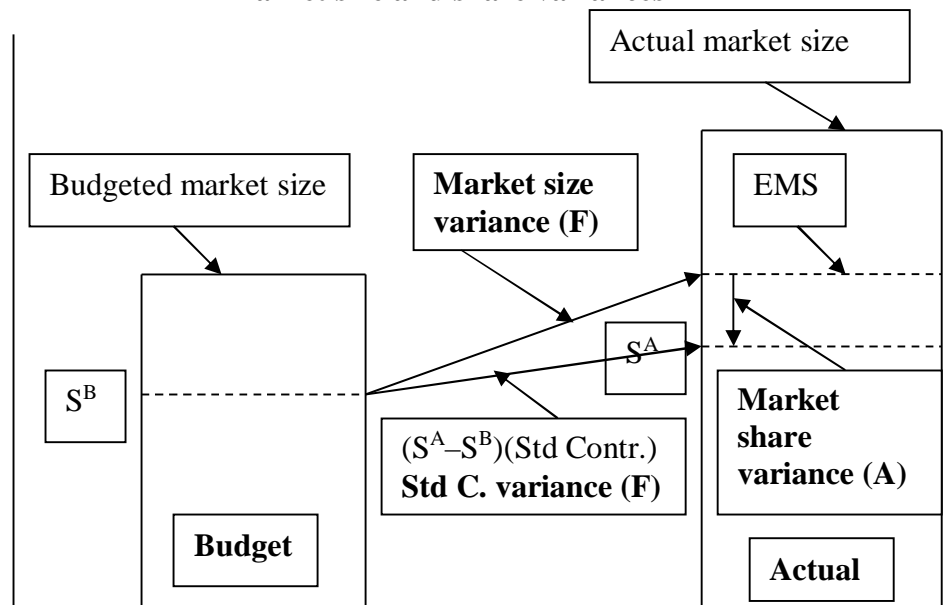 Actual market size
Budgeted market size
Market size
variance (F)
EMS
S^A
S^B
(S^A–S^B)(Std Contr.)
Std C. variance (F)
Market
share
variance (A)
Budget
Actual